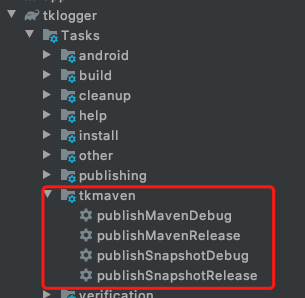 tklogger
Tasks
android
build
cleanup
help
install
other
publishing
tkmaven
publishMavenDebug
publishMavenRelease
publishSnapshotDebug
publishSnapshotRelease
verification